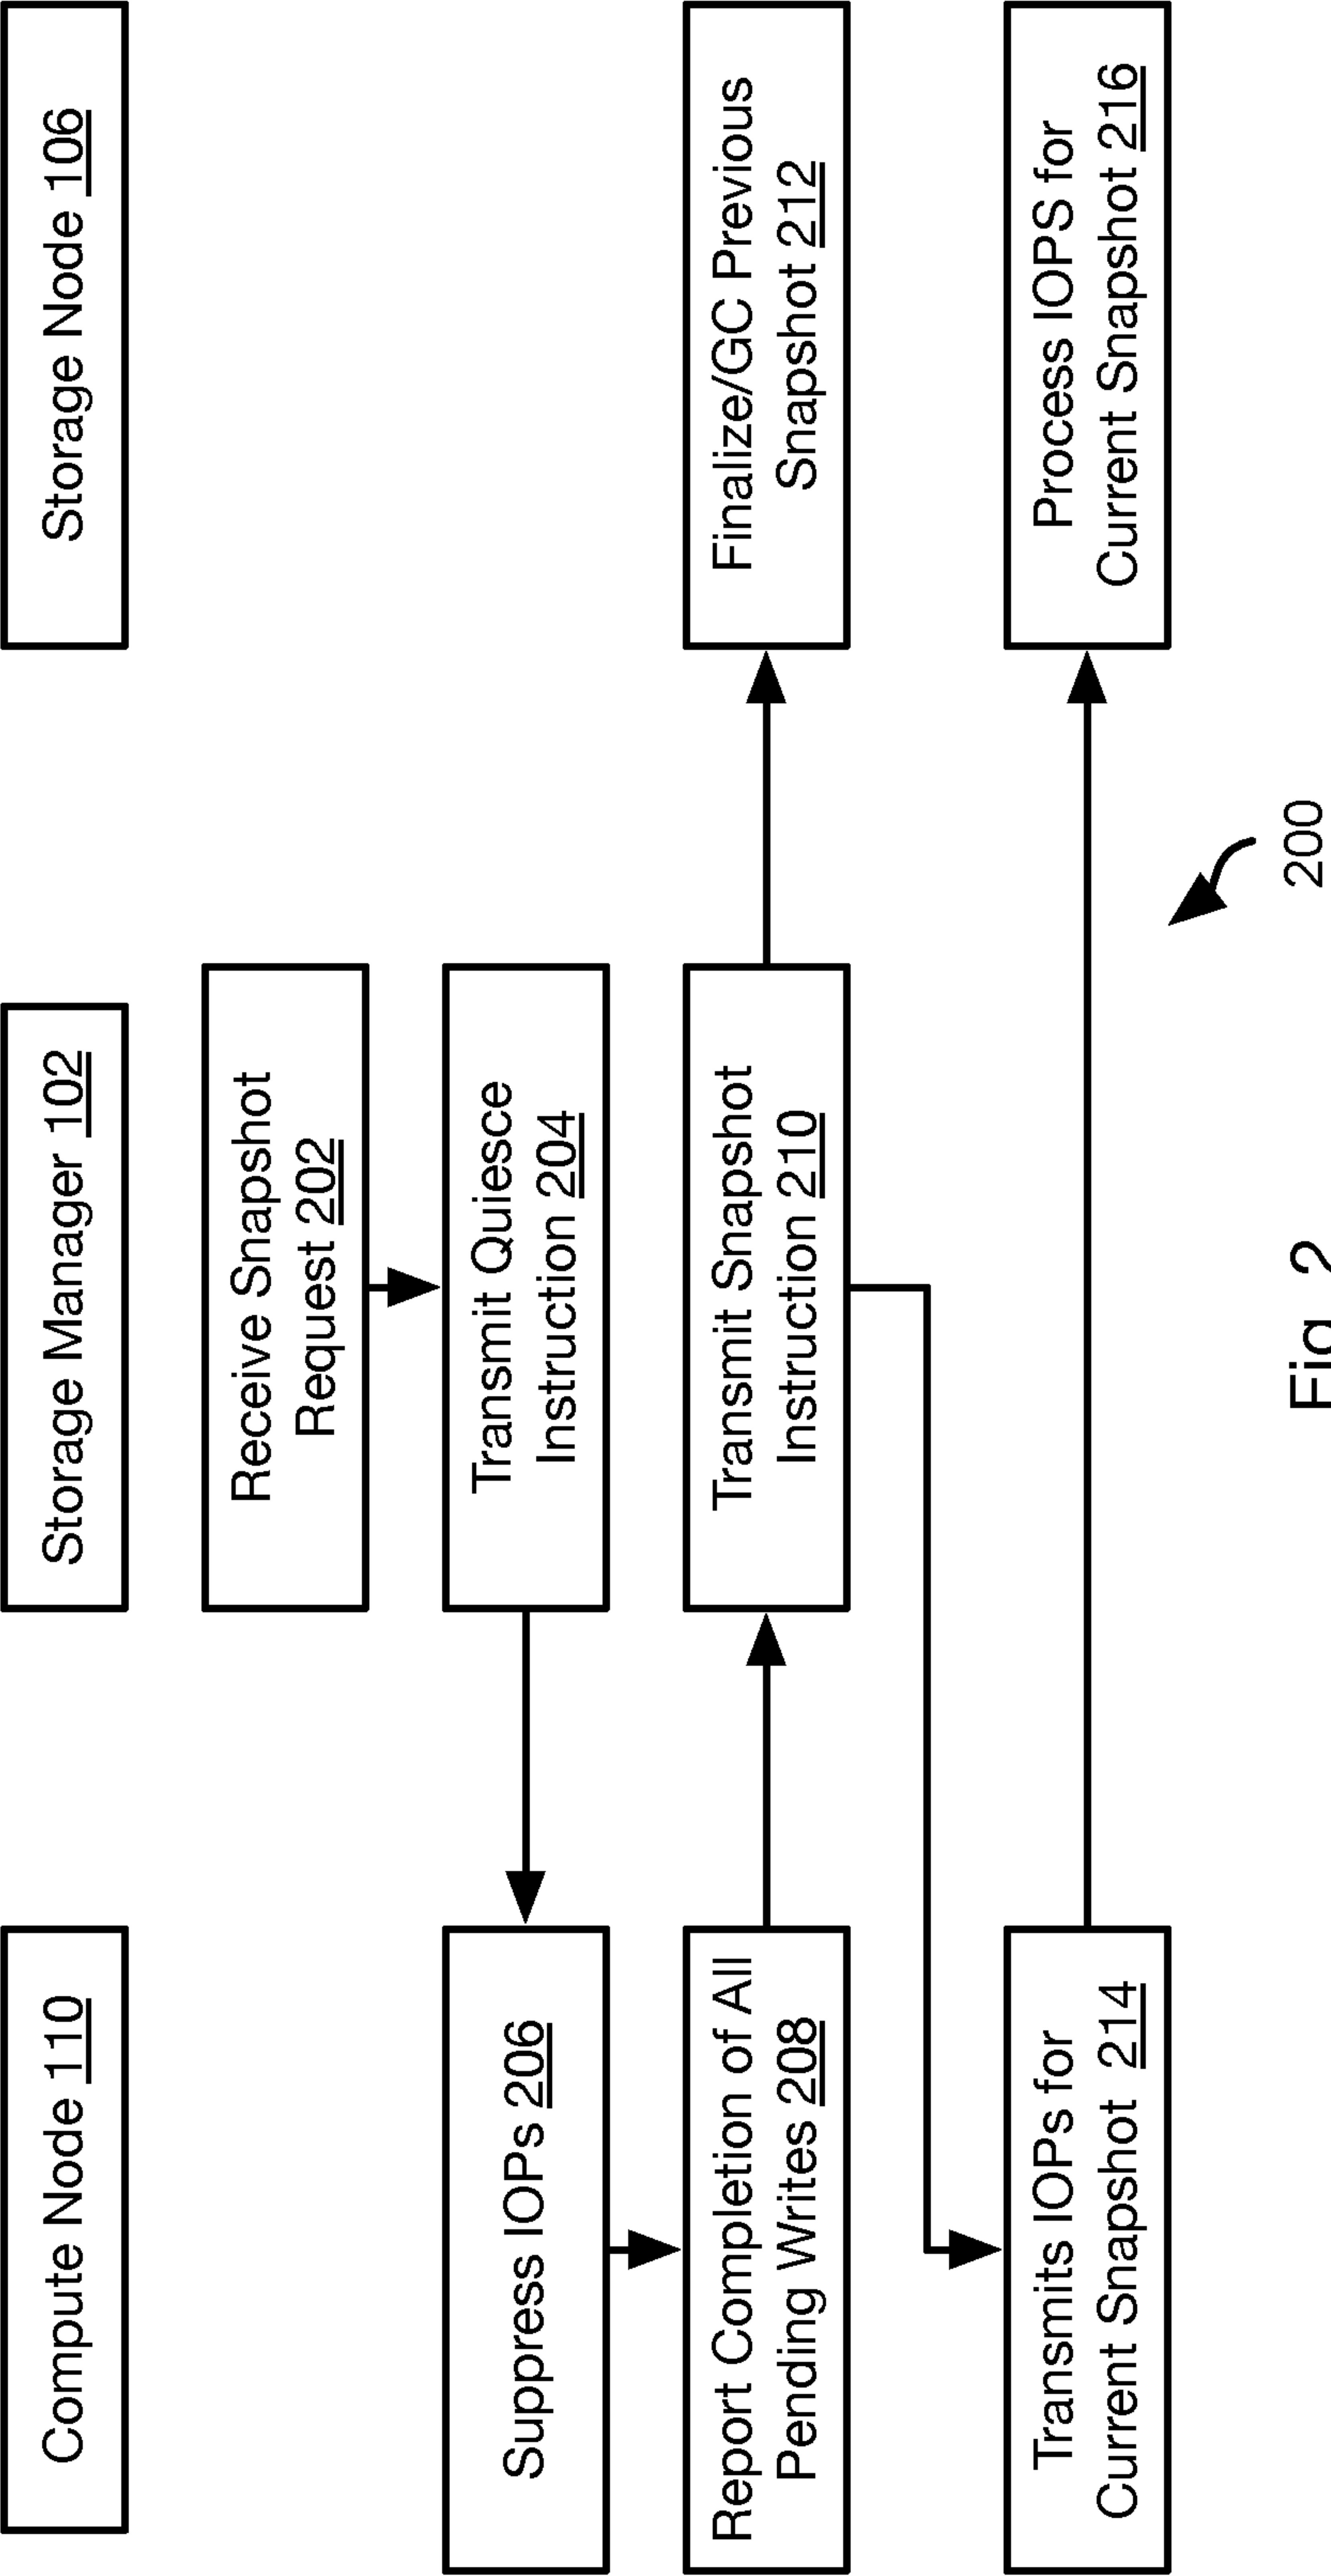 Compute Node 110
Storage Manager 102
Storage Node 106
Receive Snapshot
Request 202
Transmit Quiesce
Instruction 204
Suppress IOPs 206
Report Completion of All
Pending Writes 208
Transmit Snapshot
Instruction 210
Finalize/GC Previous
Snapshot 212
Transmits IOPs for
Current Snapshot 214
Process IOPS for
Current Snapshot 216
200
Fig. 2